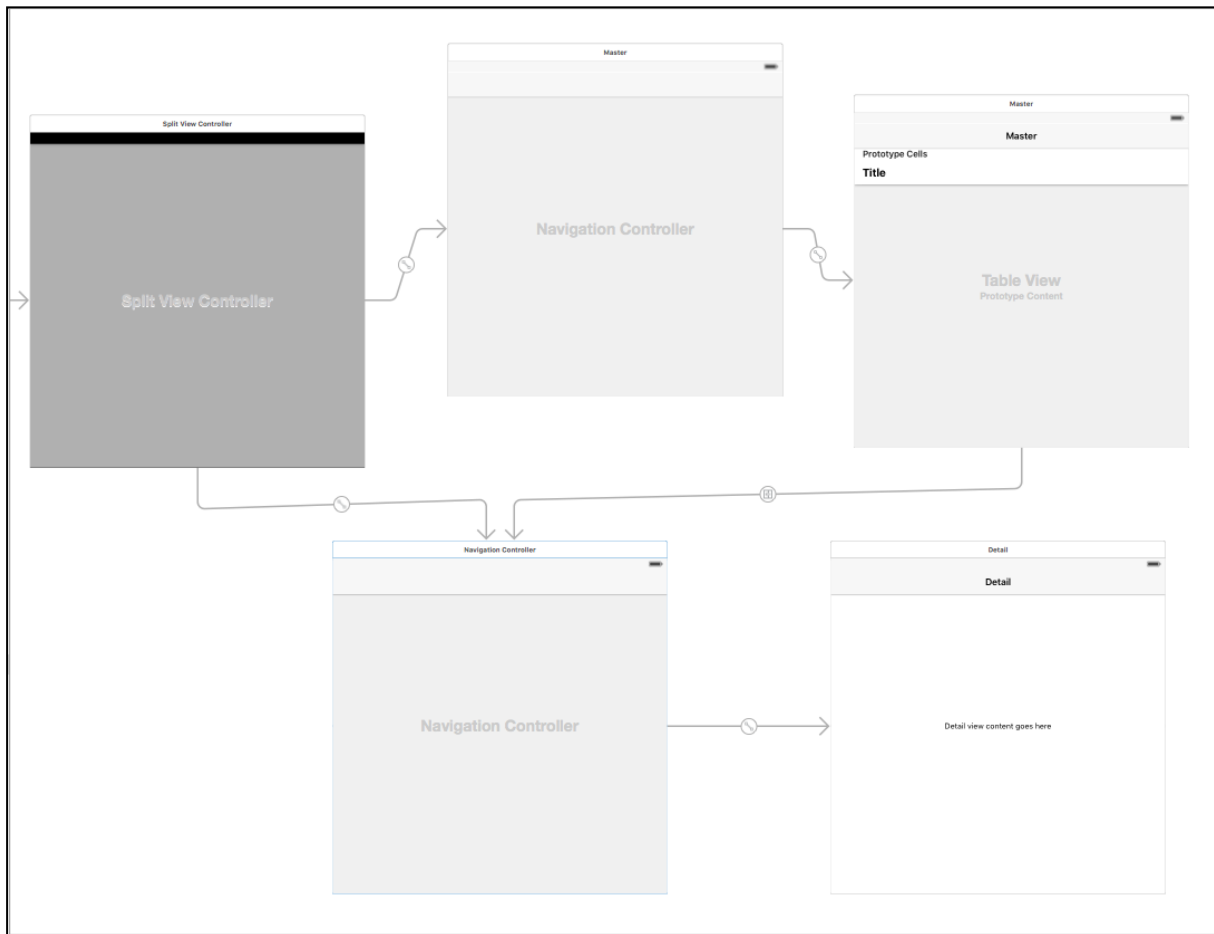 Master
Master
Split View Controller
Master
Prototype Cells
Title
Navigation Controller
Table View
Prototype Content
Split View Controller
Navigation Controller
Detail
Detail
Navigation Controller
Detail view content goes here